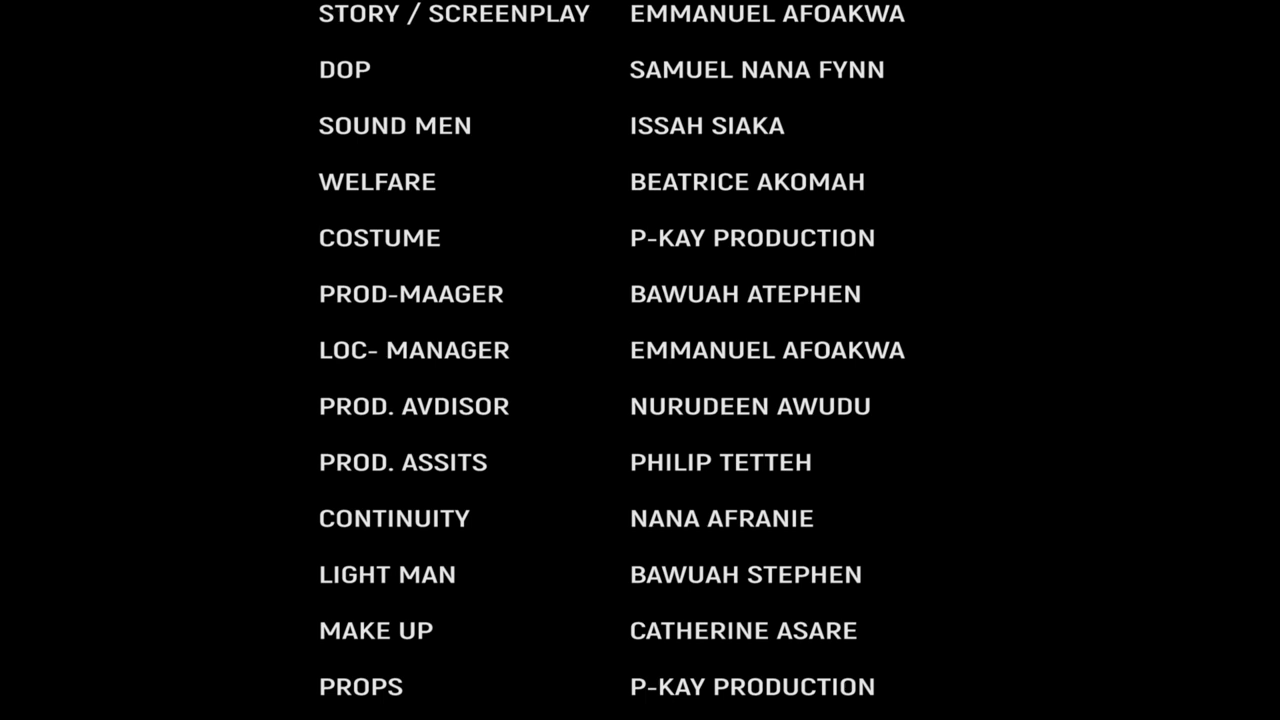 STORY / SCREENPLAY EMMANUEL AFOAKWA
DOP SAMUEL NANA FYNN
SOUND MEN ISSAH SIAKA
WELFARE BEATRICE AKOMAH
COSTUME P-KAY PRODUCTION
PROD-MAAGER BAWUAH ATEPHEN
LOC- MANAGER EMMANUEL AFOAKWA
PROD. AVDISOR NURUDEEN AWUDU
PROD. ASSITS PHILIP TETTEH
CONTINUITY NANA AFRANIE
LIGHT MAN BAWUAH STEPHEN
MAKE UP CATHERINE ASARE
PROPS P-KAY PRODUCTION